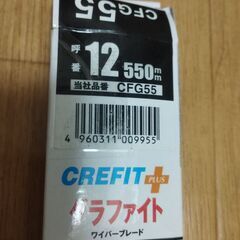 CFG55
呼番 12 550mm
当社品番 CFG55
4 960311 009955
CREFIT PLUS
グラファイト
ワイパーブレード